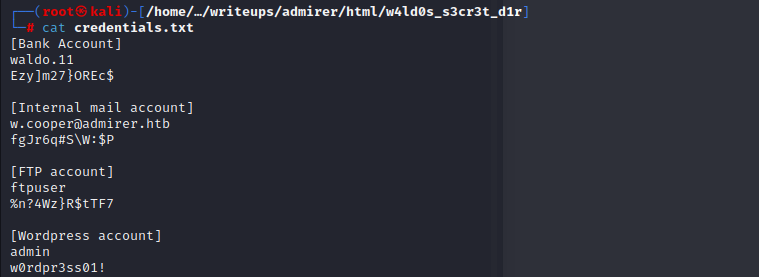 ┌──(root㉿kali)-[/home/…/writeups/admirer/html/w4ld0s_s3cr3t_d1r]
└─# cat credentials.txt
[Bank Account]
waldo.11
Ezy]m27}OREc$
[Internal mail account]
w.cooper@admirer.htb
fgJr6q#S\W:$P
[FTP account]
ftpuser
%n?4Wz}R$tTF7
[Wordpress account]
admin
w0rdpr3ss01!